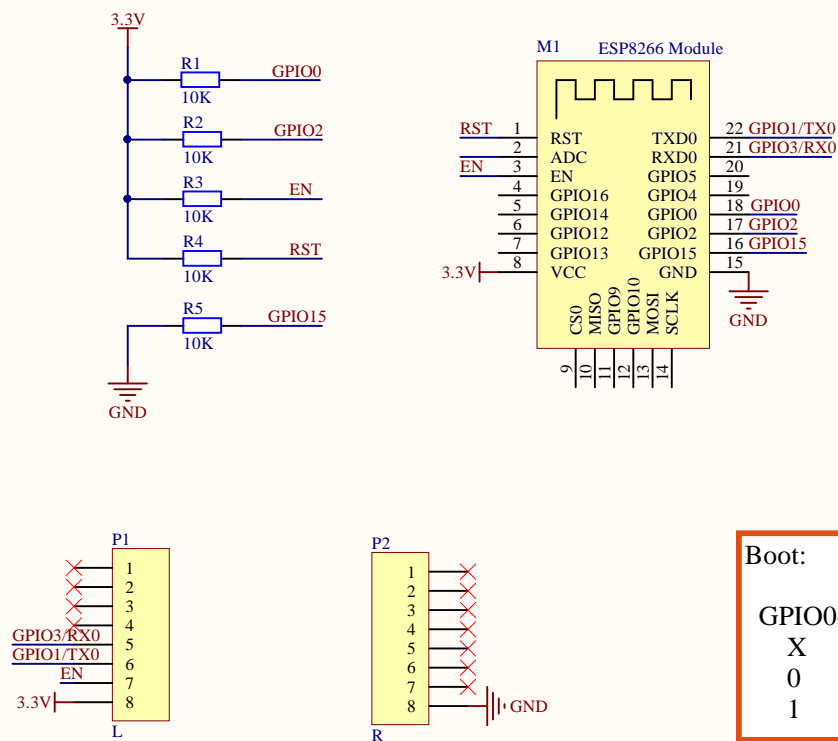 3.3V
R1
GPIO0
10K
R2
GPIO2
10K
R3
EN
10K
R4
RST
10K
R5
GPIO15
10K
GND
M1 ESP8266 Module
RST 1 RST TXD0 22 GPIO1/TX0
2 ADC RXD0 21 GPIO3/RX0
EN 3 EN GPIO5 20
4 GPIO16 GPIO4 19
5 GPIO14 GPIO0 18 GPIO0
6 GPIO12 GPIO2 17 GPIO2
7 GPIO13 GPIO15 16 GPIO15
3.3V 8 VCC GND 15
GND
CS0 MISO GPIO9 GPIO10 MOSI SCLK
9 10 11 12 13 14
P1
1
2
3
4
GPIO3/RX0 5
GPIO1/TX0 6
EN 7
3.3V 8
L
P2
1
2
3
4
5
6
7
8 GND
R
Boot:
GPIO0
X
0
1